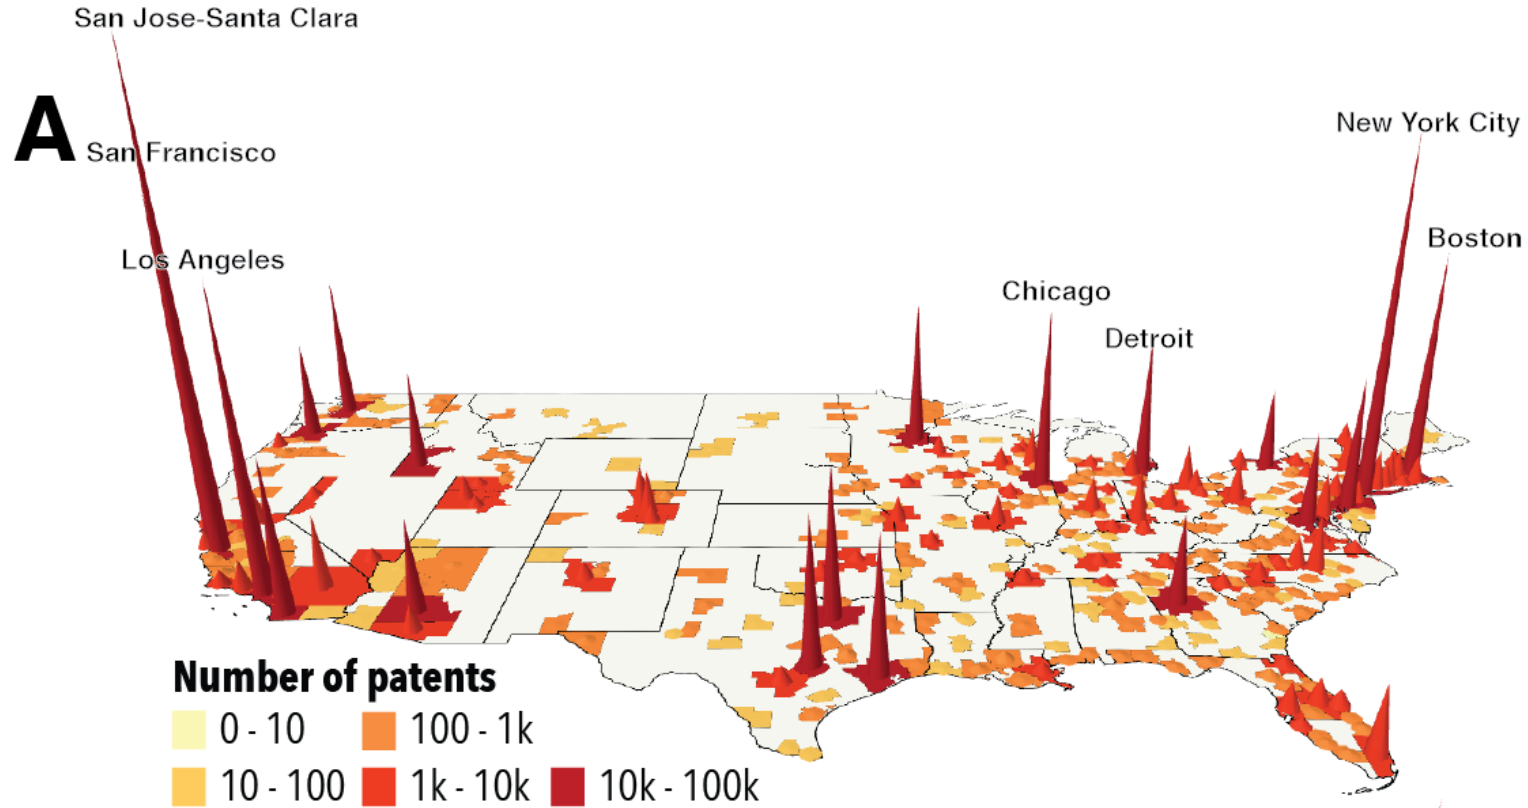 San Jose-Santa Clara
A
San Francisco
New York City
Los Angeles
Boston
Chicago
Detroit
Number of patents
0 - 10
100 - 1k
10 - 100
1k - 10k
10k - 100k